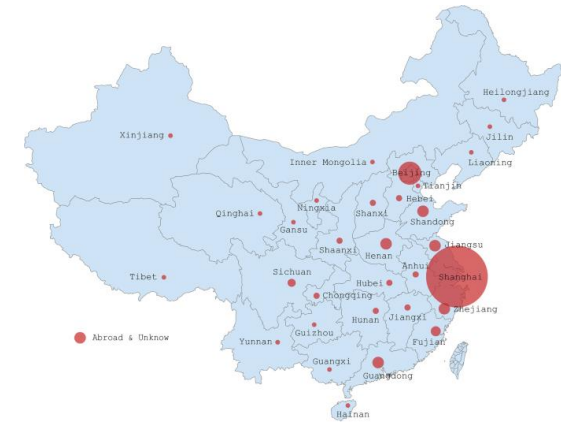 Heilongjiang
Jilin
Xinjiang
Liaoning
Inner Mongolia
Beijing
Lianjin
Hebei
Ningxia
Qinghai
Shanxi
Shandong
Gansu
Shaanxi
Jiangsu
Henan
Anhui
Sichuan
Tibet
Shanghai
Hubei
Chongqing
Zhejiang
Hunan
Jiangxi
Guizhou
Abroad & Unknow
Yunnan
Fujian
Guangxi
Guangdong
Hainan